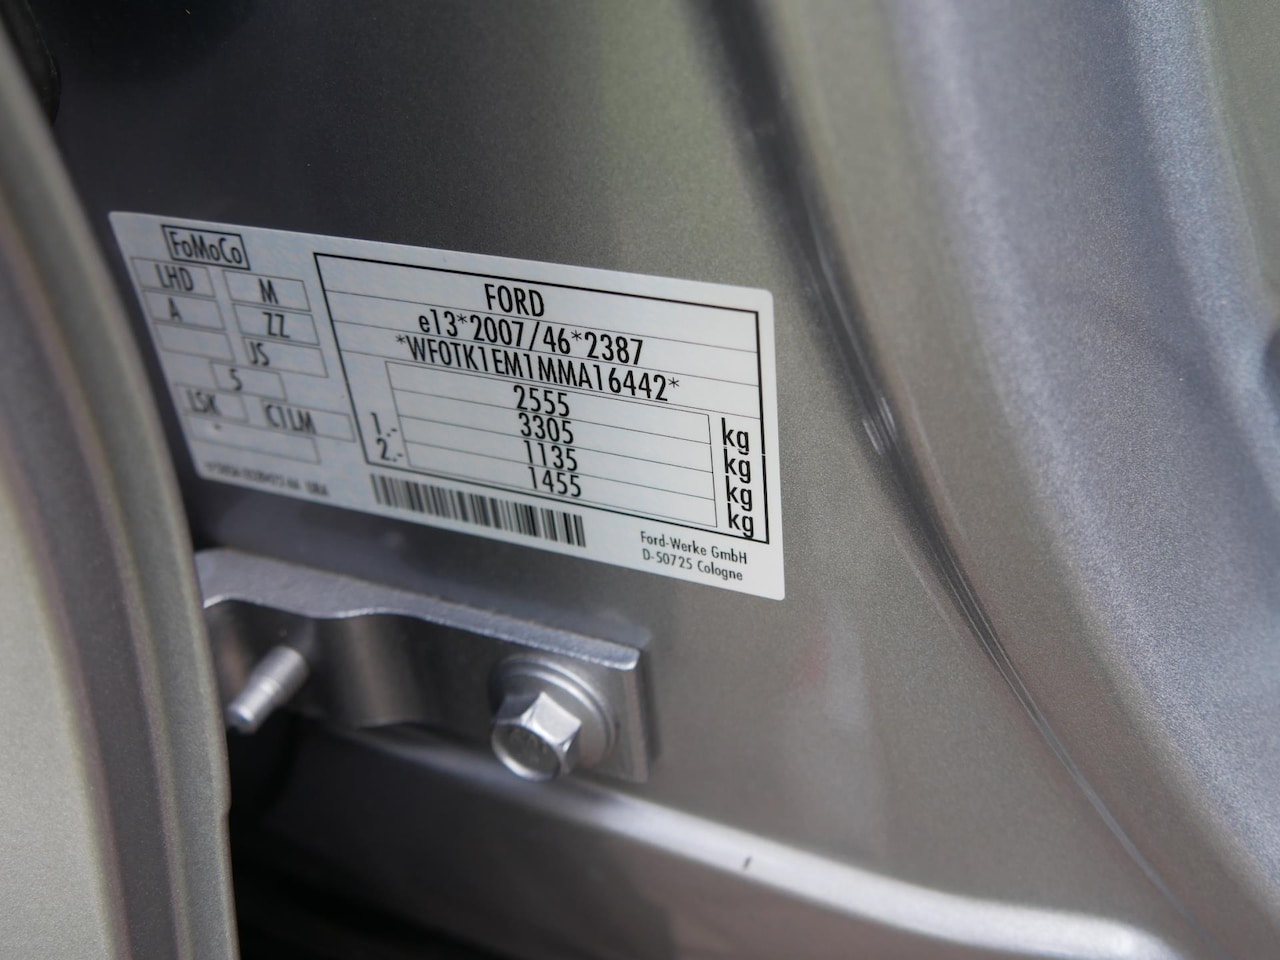 FoMoCo
LHD M
A ZZ
JS
5
LSK C1LM
-
FORD
e13*2007/46*2387
*WF0TK1EM1MMA16442*
2555 kg
3305 kg
1.- 1135 kg
2.- 1455 kg
Ford-Werke GmbH
D-50725 Cologne